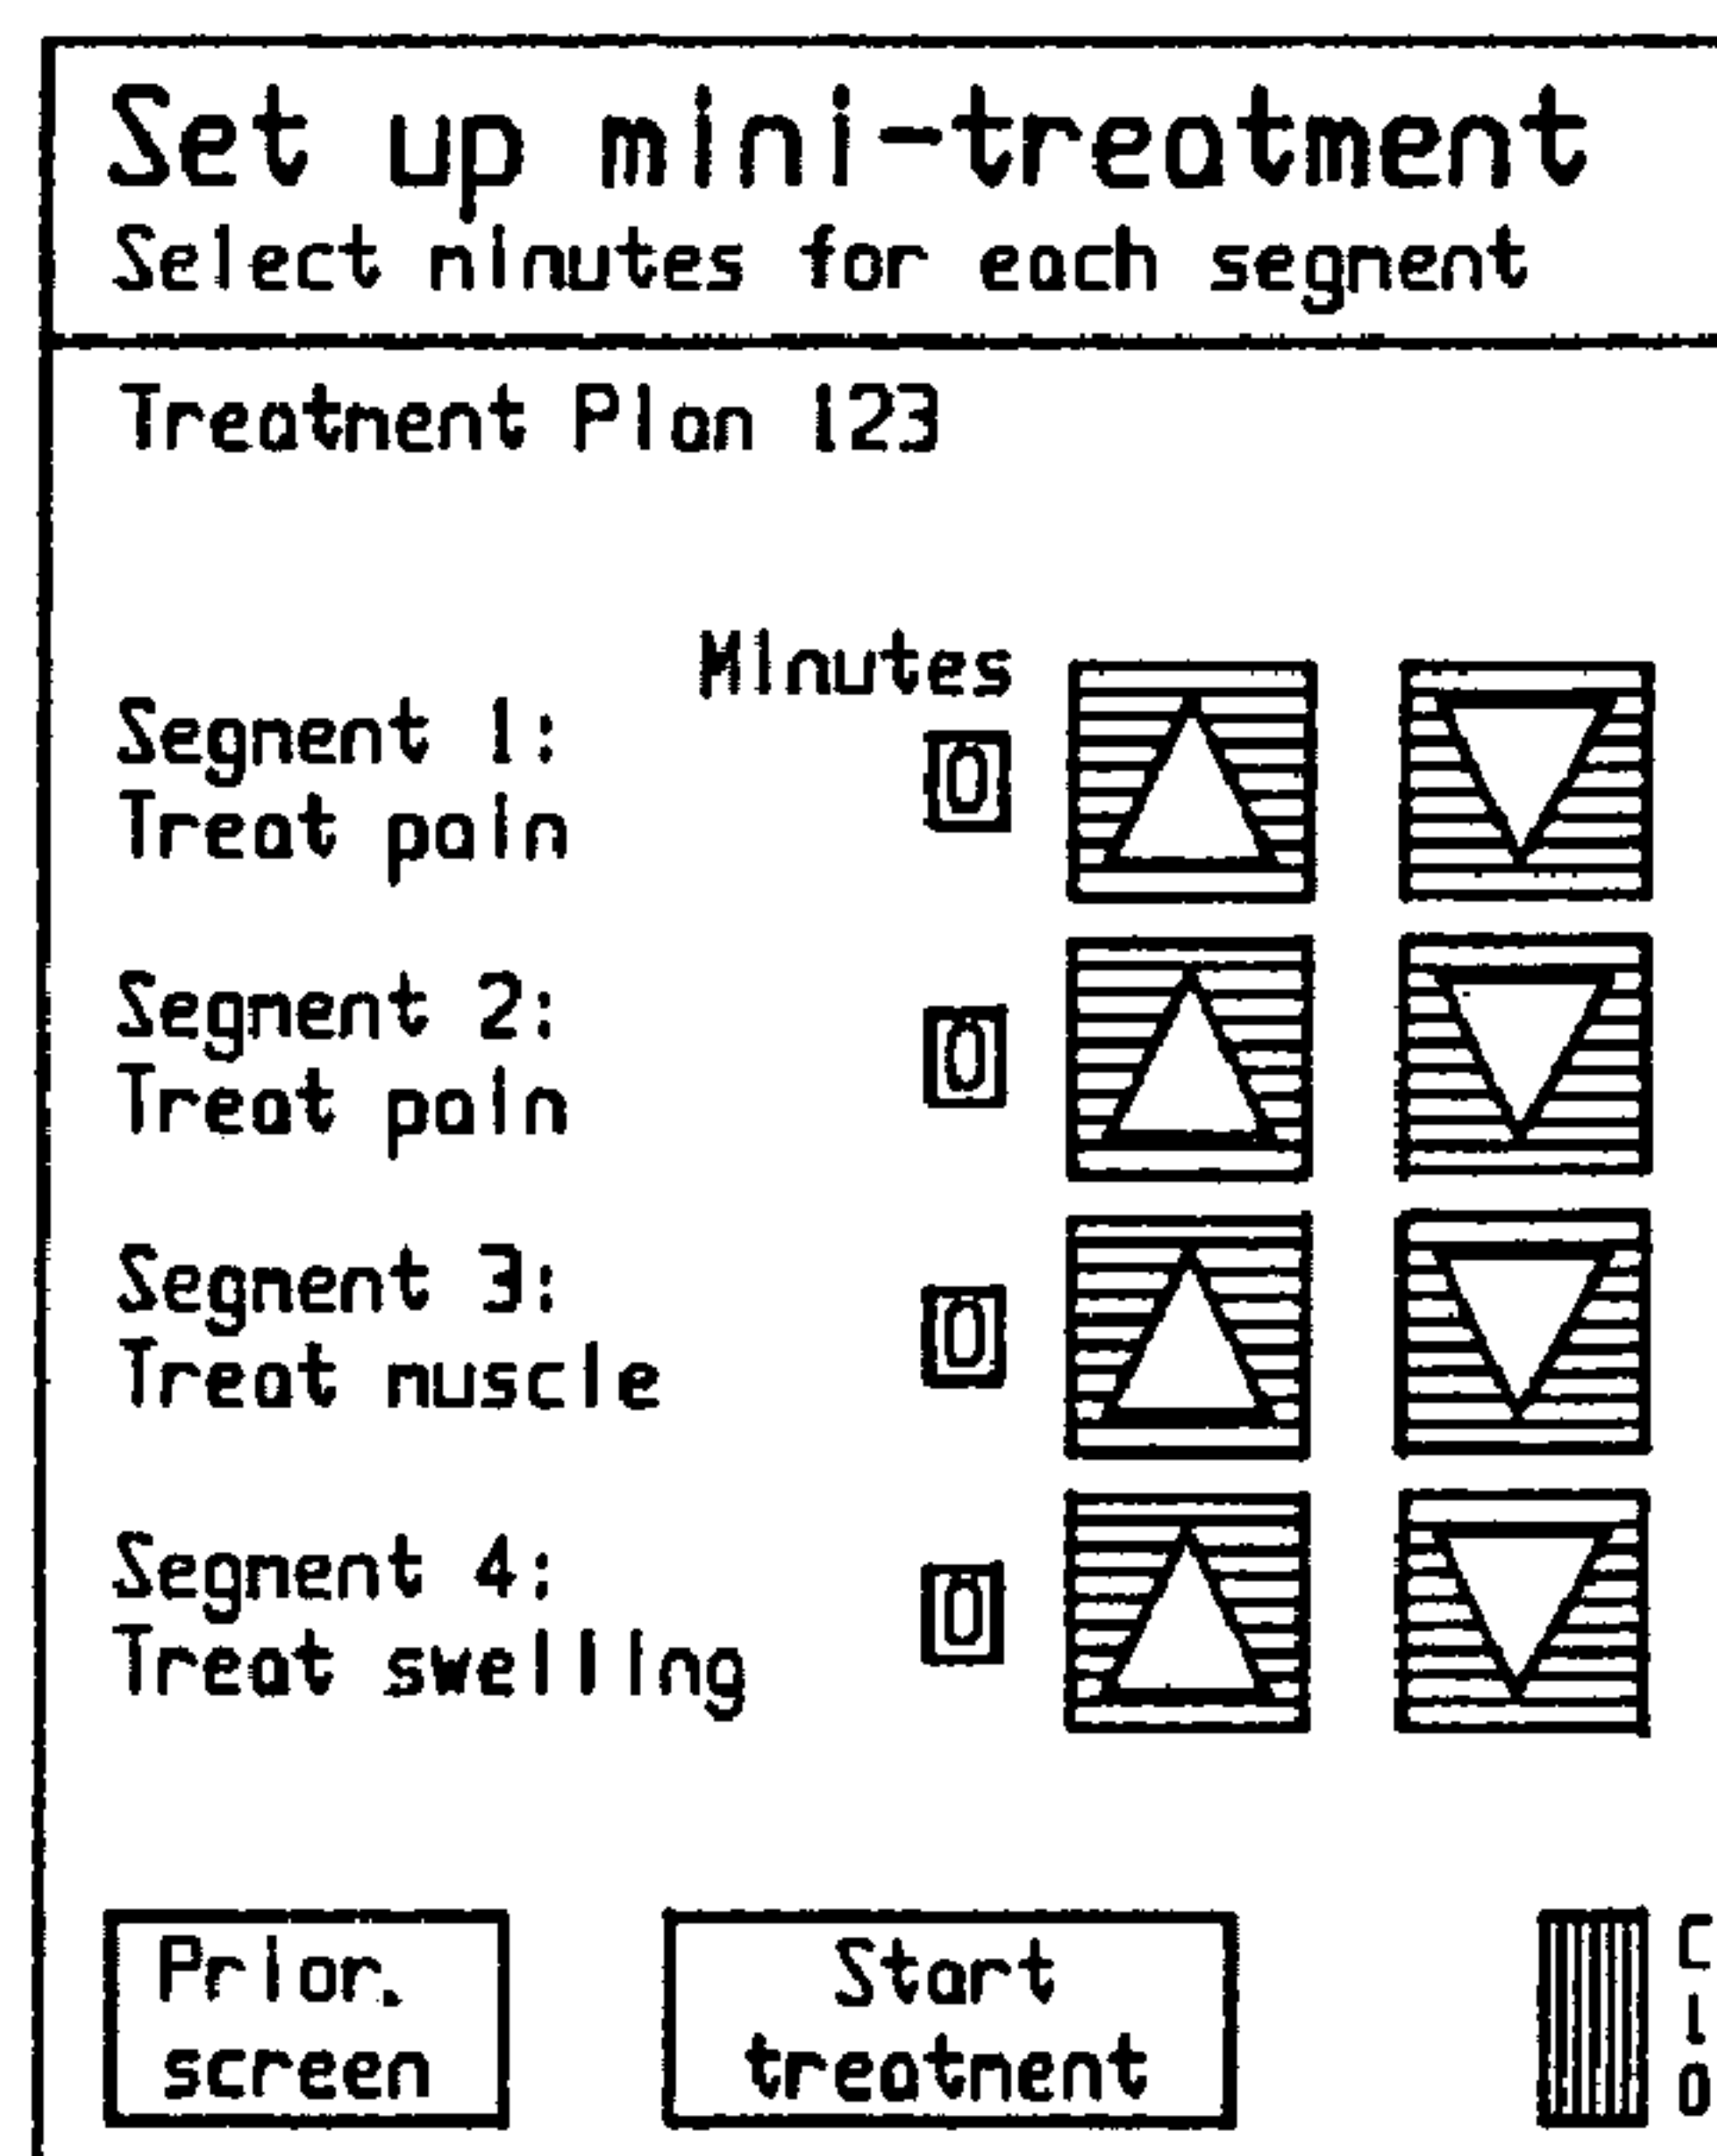 Set up mini-treatment
Select minutes for each segment
Treatment Plan 123
Minutes
Segment 1:
0
Treat pain
Segment 2:
0
Treat pain
Segment 3:
0
Treat muscle
Segment 4:
0
Treat swelling
Prior.
screen
Start
treatment